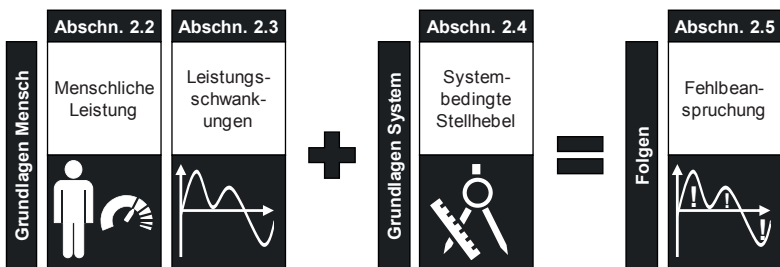 Grundlagen Mensch
Abschn. 2.2
Menschliche
Leistung
Abschn. 2.3
Leistungs-
schwank-
ungen
+
Grundlagen System
Abschn. 2.4
System-
bedingte
Stellhebel
=
Folgen
Abschn. 2.5
Fehlbean-
spruchung
! ! !